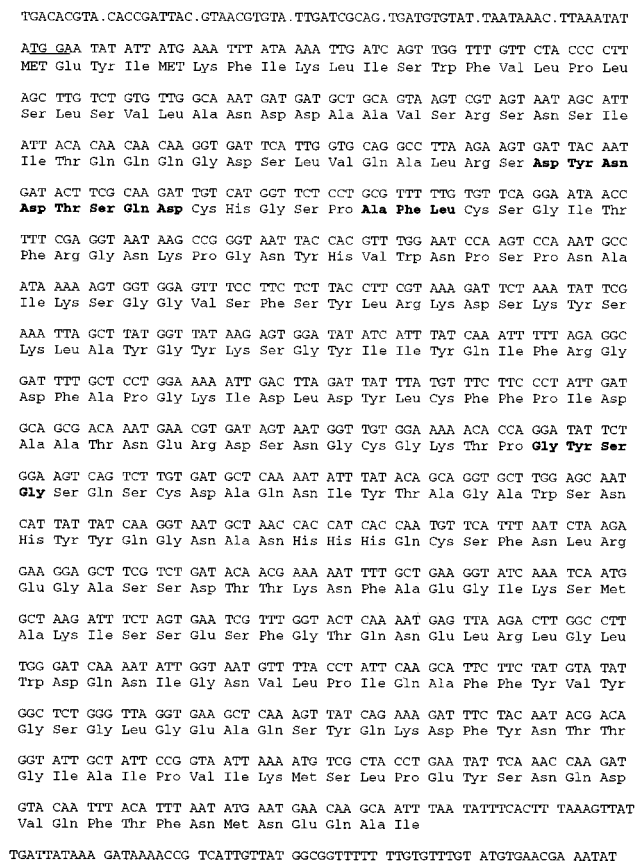 TGACACGTA.CACCGATTAC.GTAACGTGTA.TTGATCGCAG.TGATGTGTAT.TAATAAAC.TTAAATAT
ATG GAA TAT ATT ATG AAA TTT ATA AAA TTG ATC AGT TGG TTT GTT CTA CCC CTT
MET Glu Tyr Ile MET Lys Phe Ile Lys Leu Ile Ser Trp Phe Val Leu Pro Leu
AGC TTG TCT GTG TTG GCA AAT GAT GAT GCT GCA GTA AGT CGT AGT AAT AGC ATT
Ser Leu Ser Val Leu Ala Asn Asp Asp Ala Ala Val Ser Arg Ser Asn Ser Ile
ATT ACA CAA CAA CAA GGT GAT TCA TTG GTG CAG GCC TTA AGA AGT GAT TAC AAT
Ile Thr Gln Gln Gln Gly Asp Ser Leu Val Gln Ala Leu Arg Ser Asp Tyr Asn
GAT ACT TCG CAA GAT TGT CAT GGT TCT CCT GCG TTT TTG TGT TCA GGA ATA ACC
Asp Thr Ser Gln Asp Cys His Gly Ser Pro Ala Phe Leu Cys Ser Gly Ile Thr
TTT CGA GGT AAT AAG CCG GGT AAT TAC CAC GTT TGG AAT CCA AGT CCA AAT GCC
Phe Arg Gly Asn Lys Pro Gly Asn Tyr His Val Trp Asn Pro Ser Pro Asn Ala
ATA AAA AGT GGT GGA GTT TCC TTC TCT TAC CTT CGT AAA GAT TCT AAA TAT TCG
Ile Lys Ser Gly Gly Val Ser Phe Ser Tyr Leu Arg Lys Asp Ser Lys Tyr Ser
AAA TTA GCT TAT GGT TAT AAG AGT GGA TAT ATC ATT TAT CAA ATT TTT AGA GGC
Lys Leu Ala Tyr Gly Tyr Lys Ser Gly Tyr Ile Ile Tyr Gln Ile Phe Arg Gly
GAT TTT GCT CCT GGA AAA ATT GAC TTA GAT TAT TTA TGT TTC TTC CCT ATT GAT
Asp Phe Ala Pro Gly Lys Ile Asp Leu Asp Tyr Leu Cys Phe Phe Pro Ile Asp
GCA GCG ACA AAT GAA CGT GAT AGT AAT GGT TGT GGA AAA ACA CCA GGA TAT TCT
Ala Ala Thr Asn Glu Arg Asp Ser Asn Gly Cys Gly Lys Thr Pro Gly Tyr Ser
GGA AGT CAG TCT TGT GAT GCT CAA AAT ATT TAT ACA GCA GGT GCT TGG AGC AAT
Gly Ser Gln Ser Cys Asp Ala Gln Asn Ile Tyr Thr Ala Gly Ala Trp Ser Asn
CAT TAT TAT CAA GGT AAT GCT AAC CAC CAT CAC CAA TGT TCA TTT AAT CTA AGA
His Tyr Tyr Gln Gly Asn Ala Asn His His His Gln Cys Ser Phe Asn Leu Arg
GAA GGA GCT TCG TCT GAT ACA ACG AAA AAT TTT GCT GAA GGT ATC AAA TCA ATG
Glu Gly Ala Ser Ser Asp Thr Thr Lys Asn Phe Ala Glu Gly Ile Lys Ser Met
GCT AAG ATT TCT AGT GAA TCG TTT GGT ACT CAA AAT GAG TTA AGA CTT GGC CTT
Ala Lys Ile Ser Ser Glu Ser Phe Gly Thr Gln Asn Glu Leu Arg Leu Gly Leu
TGG GAT CAA AAT ATT GGT AAT GTT TTA CCT ATT CAA GCA TTC TTC TAT GTA TAT
Trp Asp Gln Asn Ile Gly Asn Val Leu Pro Ile Gln Ala Phe Phe Tyr Val Tyr
GGC TCT GGG TTA GGT GAA GCT CAA AGT TAT CAG AAA GAT TTC TAC AAT ACG ACA
Gly Ser Gly Leu Gly Glu Ala Gln Ser Tyr Gln Lys Asp Phe Tyr Asn Thr Thr
GGT ATT GCT ATT CCG GTA ATT AAA ATG TCG CTA CCT GAA TAT TCA AAC CAA GAT
Gly Ile Ala Ile Pro Val Ile Lys Met Ser Leu Pro Glu Tyr Ser Asn Gln Asp
GTA CAA TTT ACA TTT AAT ATG AAT GAA CAA GCA ATT TAA TATTTCACTT TAAAGTTAT
Val Gln Phe Thr Phe Asn Met Asn Glu Gln Ala Ile
TGATTATAAA GATAAAACCG TCATTGTTAT GGCGGTTTTT TTGTGTTTGT ATGTGAACGA AATAT